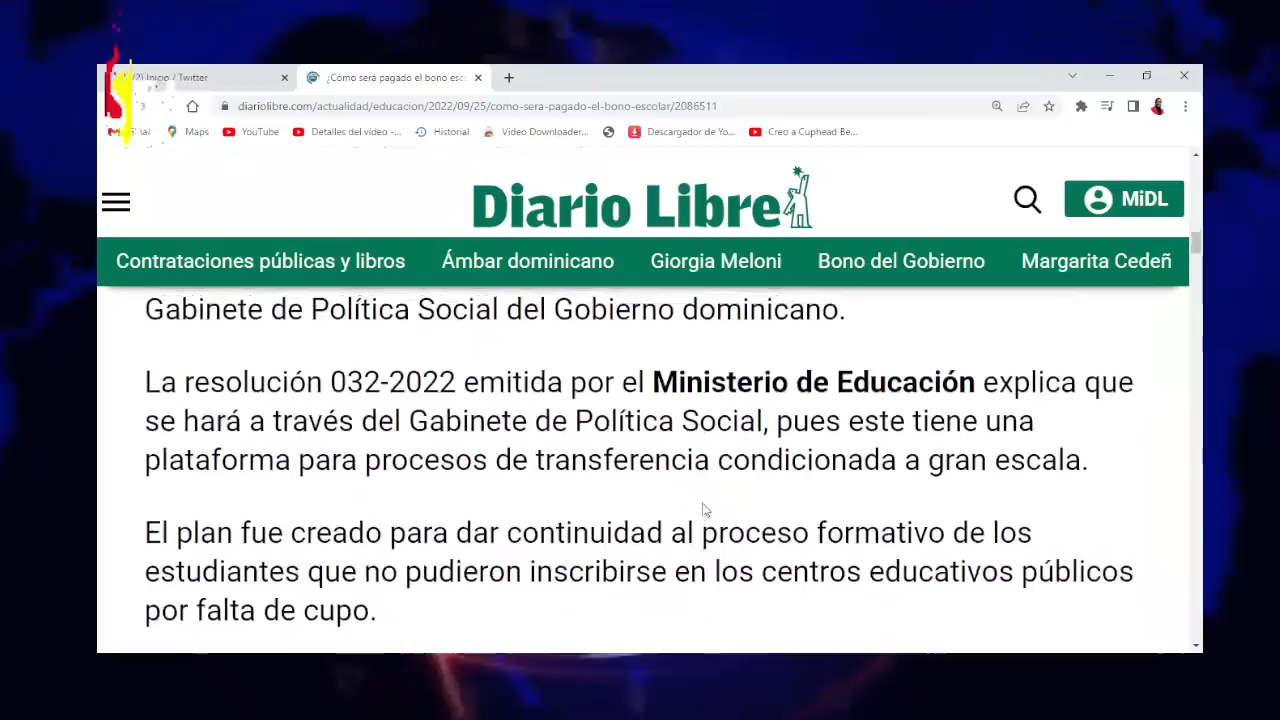 Inicio / Twitter
¿Cómo será pagado el bono esc
diariolibre.com/actualidad/educacion/2022/09/25/como-sera-pagado-el-bono-escolar/2086511
Maps YouTube Detalles del vídeo -... Historial Video Downloader... Descargador de Yo... Creo a Cuphead Be...
Diario Libre
MiDL
Contrataciones públicas y libros Ámbar dominicano Giorgia Meloni Bono del Gobierno Margarita Cedeñ
Gabinete de Política Social del Gobierno dominicano.
La resolución 032-2022 emitida por el Ministerio de Educación explica que
se hará a través del Gabinete de Política Social, pues este tiene una
plataforma para procesos de transferencia condicionada a gran escala.
El plan fue creado para dar continuidad al proceso formativo de los
estudiantes que no pudieron inscribirse en los centros educativos públicos
por falta de cupo.